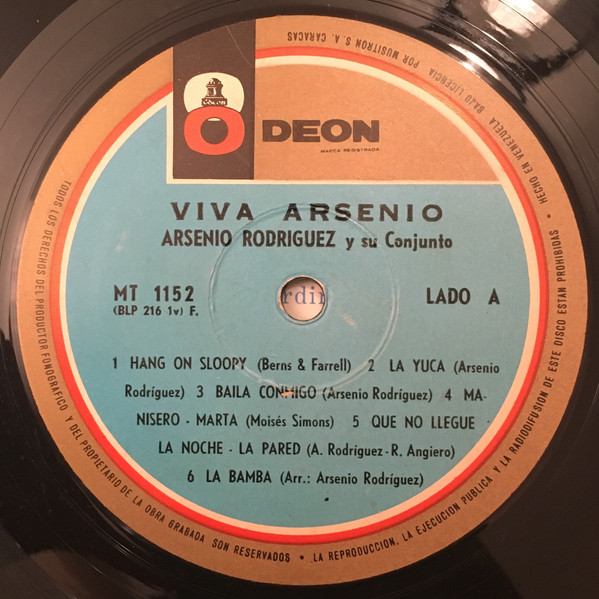 Odeon
ODEON
MARCA REGISTRADA
VIVA ARSENIO
ARSENIO RODRIGUEZ y su Conjunto
MT 1152
(BLP 216 1v) F.
LADO A
rdin
1 HANG ON SLOOPY (Berns & Farrell) 2 LA YUCA (Arsenio
Rodríguez) 3 BAILA CONMIGO (Arsenio Rodríguez) 4 MA-
NISERO - MARTA (Moisés Simons) 5 QUE NO LLEGUE
LA NOCHE - LA PARED (A. Rodríguez-R. Angiero)
6 LA BAMBA (Arr.: Arsenio Rodríguez)
TODOS LOS DERECHOS DEL PRODUCTOR FONOGRAFICO Y DEL PROPIETARIO DE LA OBRA GRABADA SON RESERVADOS • LA REPRODUCCION, LA EJECUCION PUBLICA Y LA RADIODIFUSION DE ESTE DISCO ESTAN PROHIBIDAS • HECHO EN VENEZUELA BAJO LICENCIA POR MUSITRON S. A. CARACAS